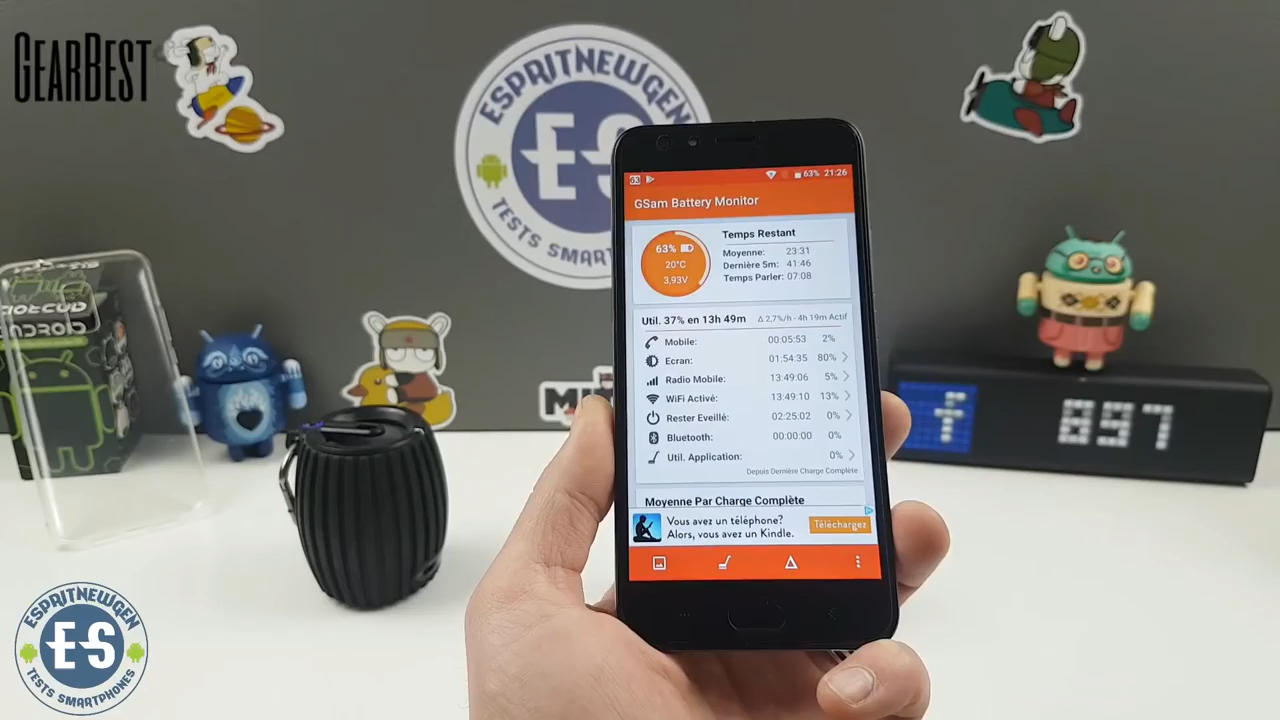 GEARBEST
ESPRITNEWGEN
ES
TESTS SMARTPH
63 63% 21:26
GSam Battery Monitor
63%
20°C
3,93V
Temps Restant
Moyenne: 23:31
Dernière 5m: 41:46
Temps Parler: 07:08
Util. 37% en 13h 49m Δ 2,7%/h - 4h 19m Actif
Mobile: 00:05:53 2%
Ecran: 01:54:35 80%
Radio Mobile: 13:49:06 5%
WiFi Activé: 13:49:10 13%
Rester Eveillé: 02:25:02 0%
Bluetooth: 00:00:00 0%
Util. Application: 0%
Depuis Dernière Charge Complète
Moyenne Par Charge Complète
Vous avez un téléphone?
Alors, vous avez un Kindle.
Téléchargez
ANDROID
f 897
ESPRITNEWGEN
ES
TESTS SMARTPHONES